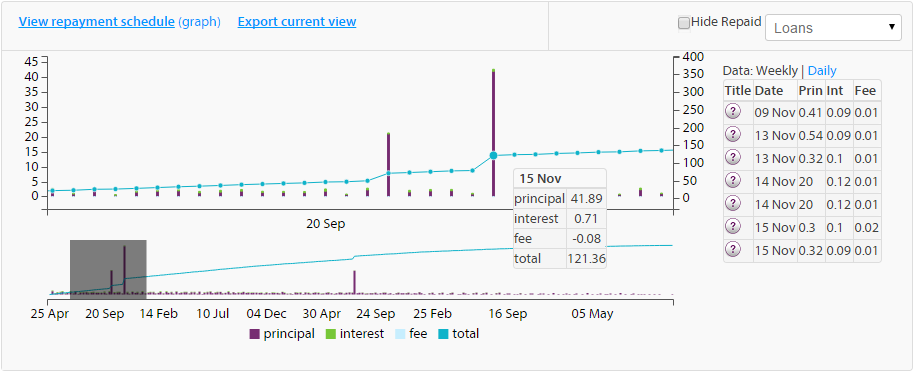 View repayment schedule (graph) Export current view
Hide Repaid Loans
45
40
35
30
25
20
15
10
5
0
400
350
300
250
200
150
100
50
0
20 Sep
15 Nov
principal 41.89
interest 0.71
fee -0.08
total 121.36
25 Apr 20 Sep 14 Feb 10 Jul 04 Dec 30 Apr 24 Sep 25 Feb 16 Sep 05 May
principal interest fee total
Data: Weekly | Daily
Title Date Prin Int Fee
? 09 Nov 0.41 0.09 0.01
? 13 Nov 0.54 0.09 0.01
? 13 Nov 0.32 0.1 0.01
? 14 Nov 20 0.12 0.01
? 14 Nov 20 0.12 0.01
? 15 Nov 0.3 0.1 0.02
? 15 Nov 0.32 0.09 0.01